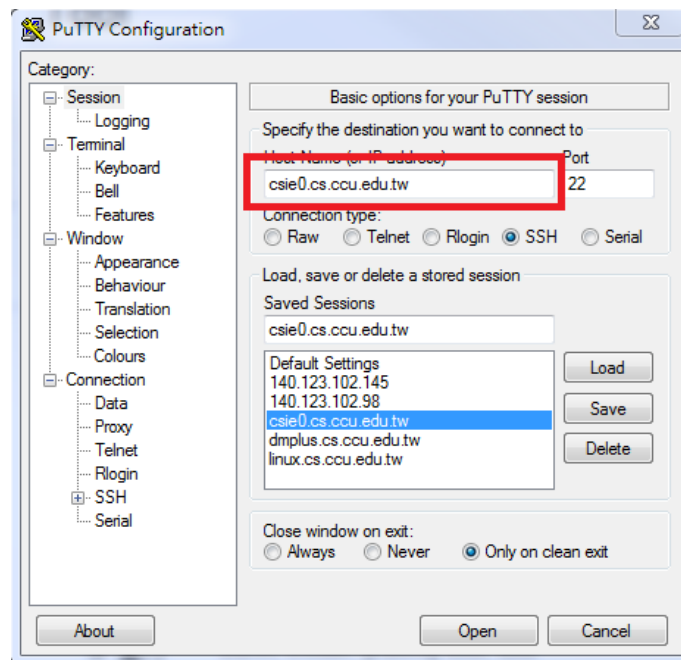 PuTTY Configuration
Category:
Session
Logging
Terminal
Keyboard
Bell
Features
Window
Appearance
Behaviour
Translation
Selection
Colours
Connection
Data
Proxy
Telnet
Rlogin
SSH
Serial
Basic options for your PuTTY session
Specify the destination you want to connect to
Host Name (or IP address) Port
csie0.cs.ccu.edu.tw 22
Connection type:
Raw Telnet Rlogin SSH Serial
Load, save or delete a stored session
Saved Sessions
csie0.cs.ccu.edu.tw
Default Settings
140.123.102.145
140.123.102.98
csie0.cs.ccu.edu.tw
dmplus.cs.ccu.edu.tw
linux.cs.ccu.edu.tw
Load
Save
Delete
Close window on exit:
Always Never Only on clean exit
About Open Cancel